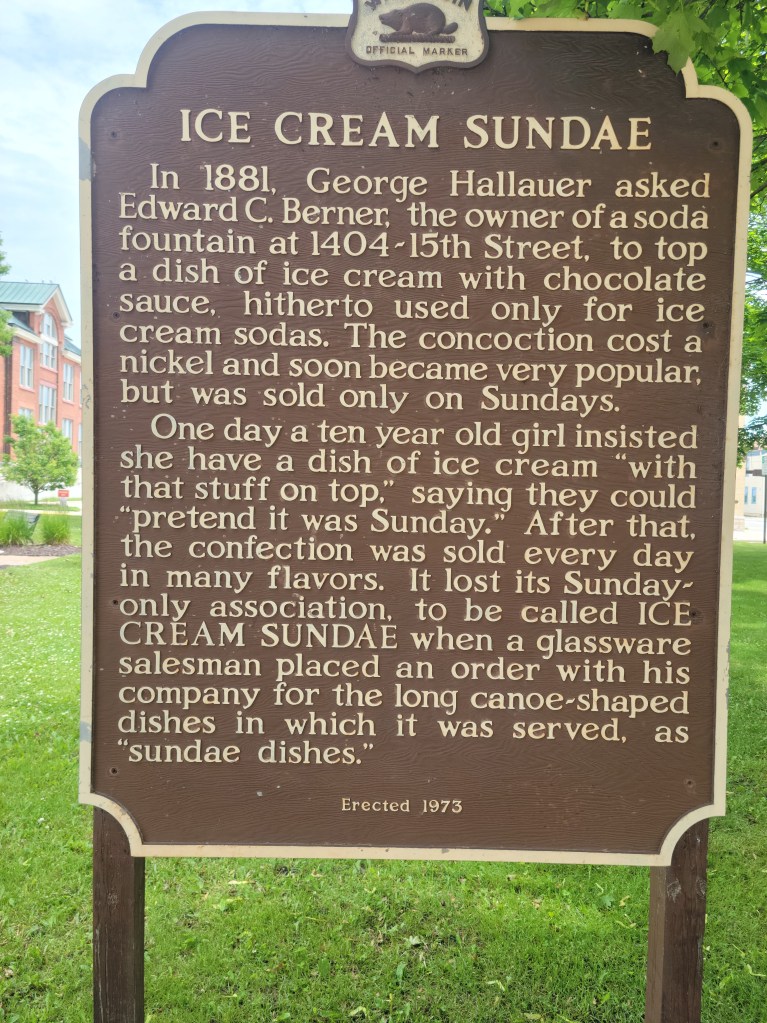 OFFICIAL MARKER
ICE CREAM SUNDAE
In 1881, George Hallauer asked
Edward C. Berner, the owner of a soda
fountain at 1404-15th Street, to top
a dish of ice cream with chocolate
sauce, hitherto used only for ice
cream sodas. The concoction cost a
nickel and soon became very popular,
but was sold only on Sundays.
One day a ten year old girl insisted
she have a dish of ice cream "with
that stuff on top," saying they could
"pretend it was Sunday." After that,
the confection was sold every day
in many flavors. It lost its Sunday-
only association, to be called ICE
CREAM SUNDAE when a glassware
salesman placed an order with his
company for the long canoe-shaped
dishes in which it was served, as
"sundae dishes."
Erected 1973